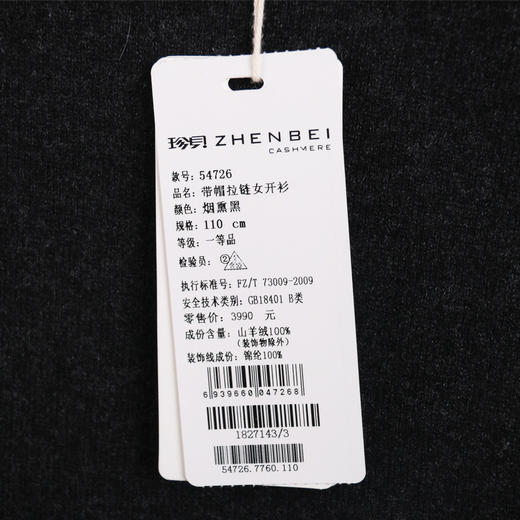 珍贝 ZHENBEI
CASHMERE
款号: 54726
品名: 带帽拉链女开衫
颜色: 烟熏黑
规格: 110 cm
等级: 一等品
检验员: ②
执行标准号: FZ/T 73009-2009
安全技术类别: GB18401 B类
零售价: 3990 元
成份含量: 山羊绒100%
(装饰物除外)
装饰线成份: 锦纶100%
6 939660 047268
1827143/3
54726.7760.110